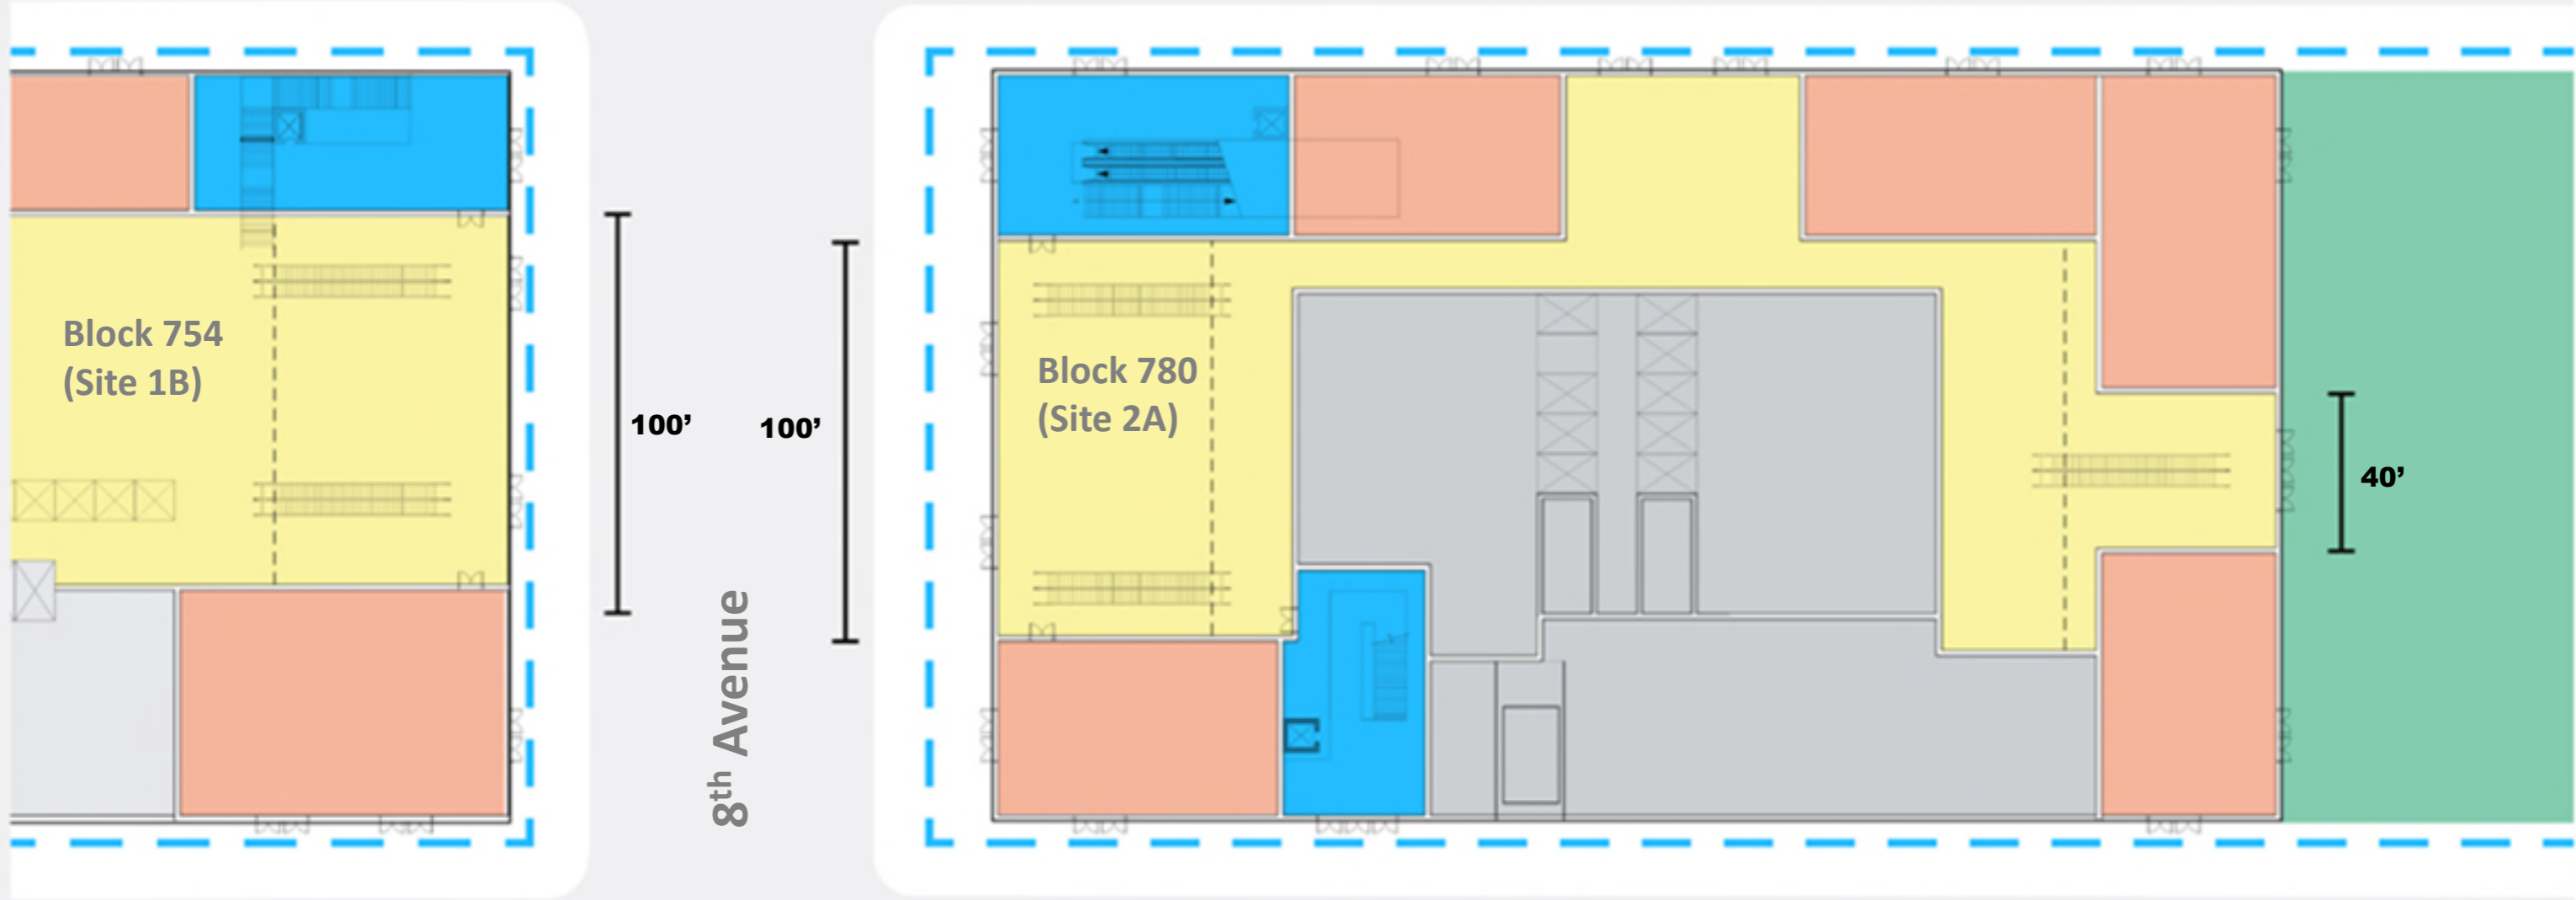 Block 754
(Site 1B)
100’
100’
8th Avenue
Block 780
(Site 2A)
40’